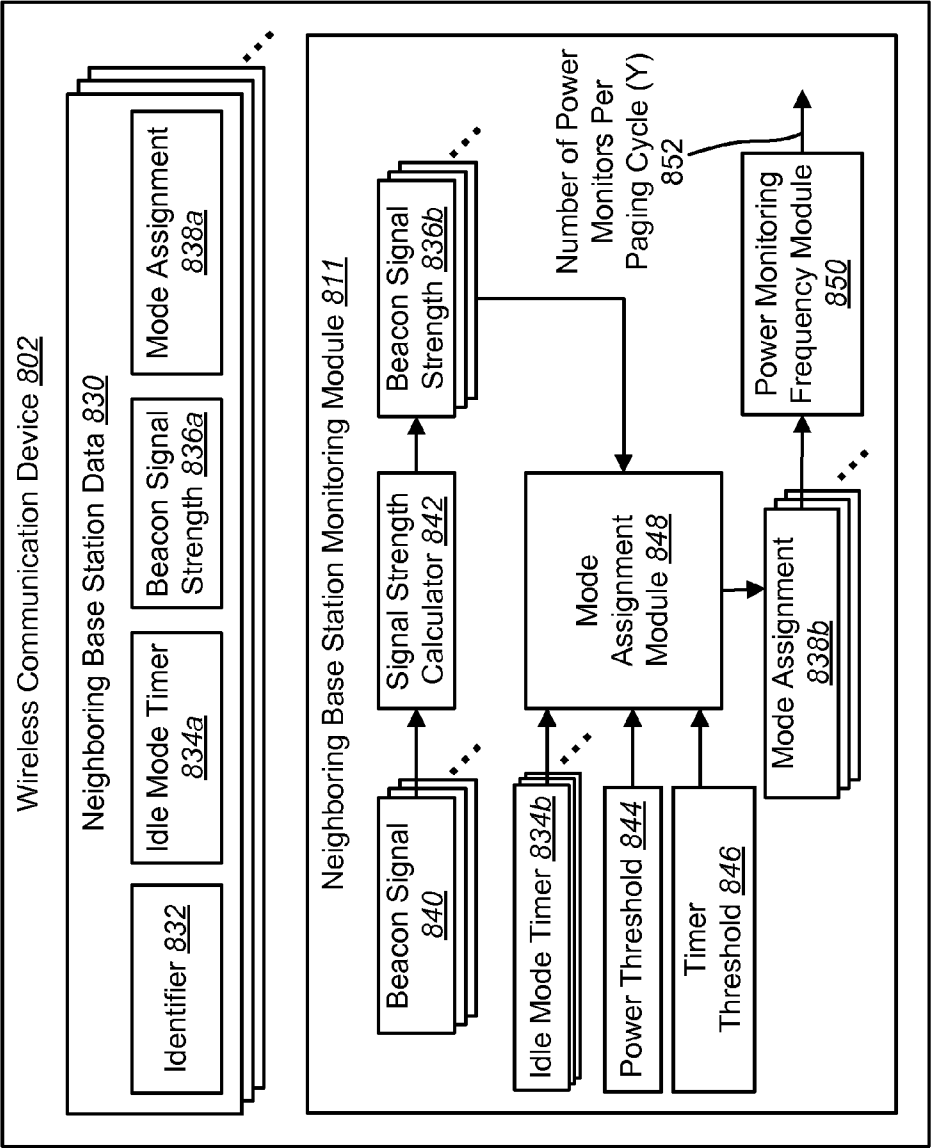 Wireless Communication Device 802
Neighboring Base Station Data 830
Identifier 832
Idle Mode Timer
834a
Beacon Signal
Strength 836a
Mode Assignment
838a
Neighboring Base Station Monitoring Module 811
Beacon Signal
840
Signal Strength
Calculator 842
Beacon Signal
Strength 836b
Idle Mode Timer 834b
Power Threshold 844
Timer
Threshold 846
Mode
Assignment
Module 848
Mode Assignment
838b
Power Monitoring
Frequency Module
850
Number of Power
Monitors Per
Paging Cycle (Y)
852